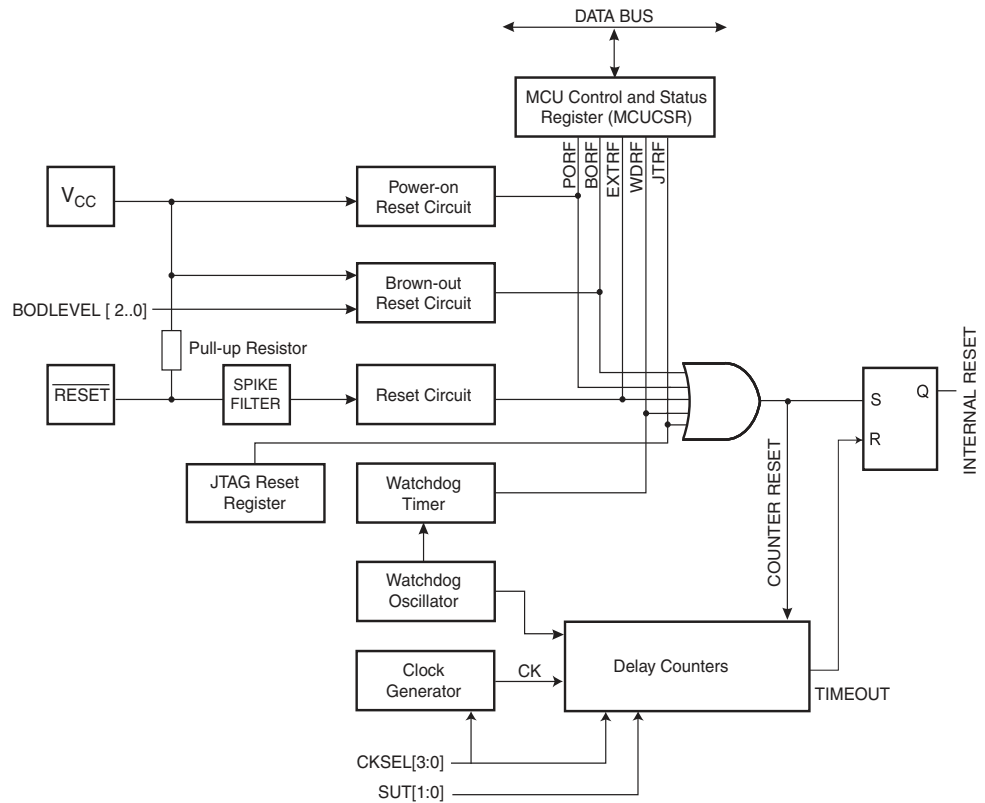 DATA BUS
MCU Control and Status
Register (MCUCSR)
PORF
BORF
EXTRF
WDRF
JTRF
VCC
Power-on
Reset Circuit
Brown-out
Reset Circuit
BODLEVEL [ 2..0]
Pull-up Resistor
RESET
SPIKE
FILTER
Reset Circuit
JTAG Reset
Register
Watchdog
Timer
Watchdog
Oscillator
Clock
Generator
CK
Delay Counters
CKSEL[3:0]
SUT[1:0]
COUNTER RESET
TIMEOUT
S
R
Q
INTERNAL RESET